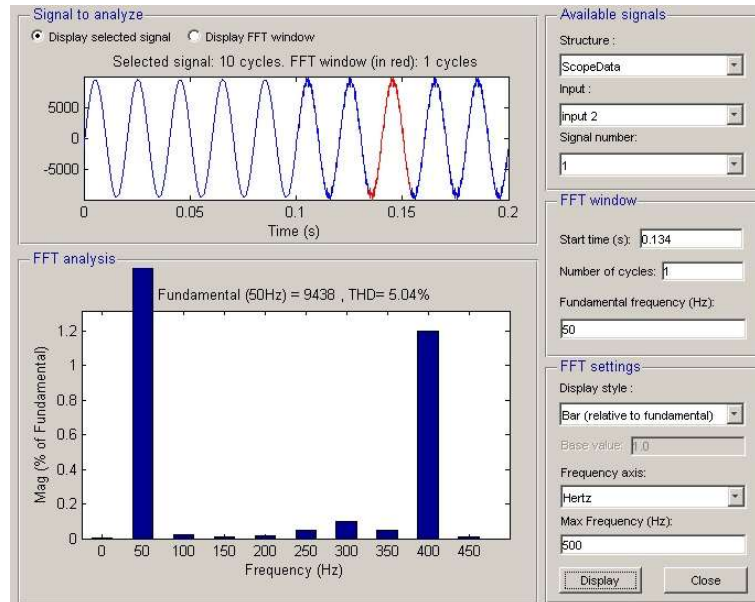 Signal to analyze
Display selected signal Display FFT window
Selected signal: 10 cycles. FFT window (in red): 1 cycles
5000
0
-5000
0 0.05 0.1 0.15 0.2
Time (s)
FFT analysis
Fundamental (50Hz) = 9438 , THD= 5.04%
1.2
1
0.8
0.6
0.4
0.2
0
Mag (% of Fundamental)
0 50 100 150 200 250 300 350 400 450
Frequency (Hz)
Available signals
Structure :
ScopeData
Input :
input 2
Signal number:
1
FFT window
Start time (s): 0.134
Number of cycles: 1
Fundamental frequency (Hz):
50
FFT settings
Display style :
Bar (relative to fundamental)
Base value: 1.0
Frequency axis:
Hertz
Max Frequency (Hz):
500
Display Close